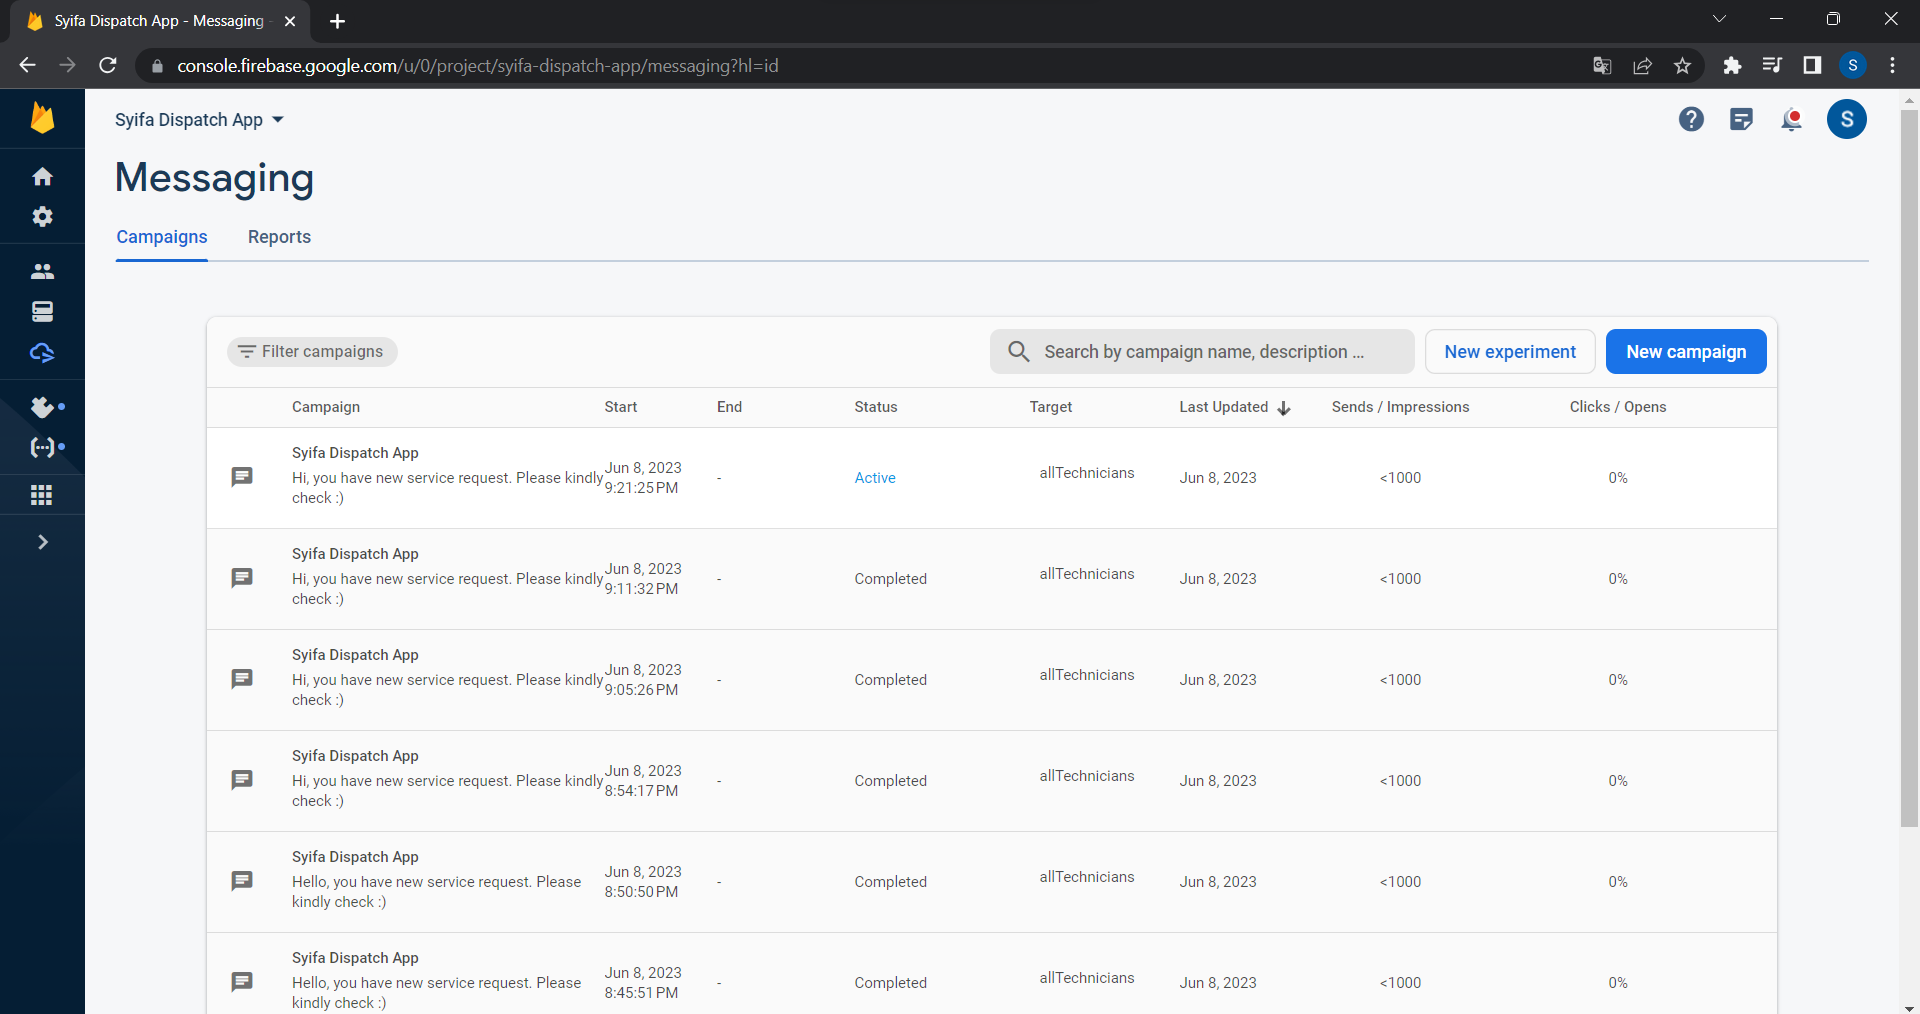 Syifa Dispatch App - Messaging -
console.firebase.google.com/u/0/project/syifa-dispatch-app/messaging?hl=id
S
Syifa Dispatch App
S
Messaging
Campaigns Reports
Filter campaigns Search by campaign name, description ... New experiment New campaign
Campaign Start End Status Target Last Updated Sends / Impressions Clicks / Opens
Syifa Dispatch App
Hi, you have new service request. Please kindly
check :)
Jun 8, 2023
9:21:25 PM
- Active allTechnicians Jun 8, 2023 <1000 0%
Syifa Dispatch App
Hi, you have new service request. Please kindly
check :)
Jun 8, 2023
9:11:32 PM
- Completed allTechnicians Jun 8, 2023 <1000 0%
Syifa Dispatch App
Hi, you have new service request. Please kindly
check :)
Jun 8, 2023
9:05:26 PM
- Completed allTechnicians Jun 8, 2023 <1000 0%
Syifa Dispatch App
Hi, you have new service request. Please kindly
check :)
Jun 8, 2023
8:54:17 PM
- Completed allTechnicians Jun 8, 2023 <1000 0%
Syifa Dispatch App
Hello, you have new service request. Please
kindly check :)
Jun 8, 2023
8:50:50 PM
- Completed allTechnicians Jun 8, 2023 <1000 0%
Syifa Dispatch App
Hello, you have new service request. Please
kindly check :)
Jun 8, 2023
8:45:51 PM
- Completed allTechnicians Jun 8, 2023 <1000 0%